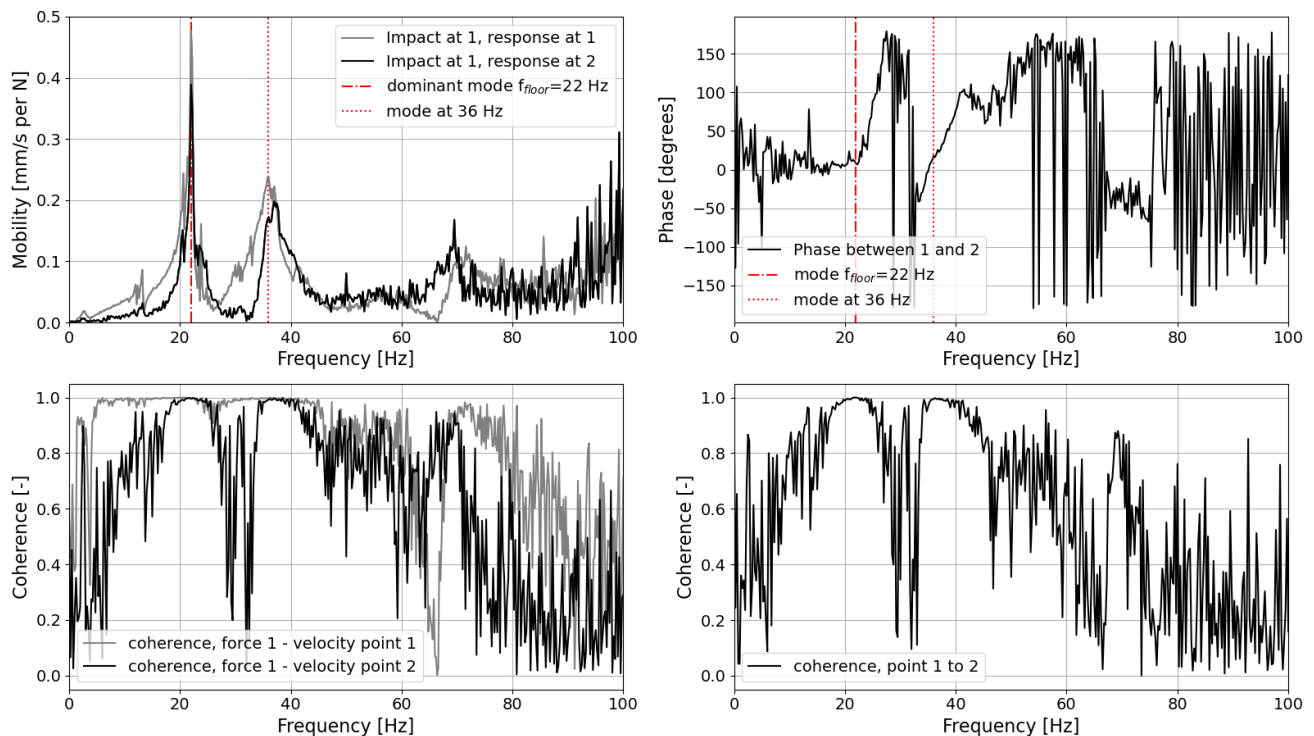 0.5
0.4
0.3
0.2
0.1
0.0
Mobility [mm/s per N]
Impact at 1, response at 1
Impact at 1, response at 2
dominant mode f_floor=22 Hz
mode at 36 Hz
0 20 40 60 80 100
Frequency [Hz]
150
100
50
0
−50
−100
−150
Phase [degrees]
Phase between 1 and 2
mode f_floor=22 Hz
mode at 36 Hz
0 20 40 60 80 100
Frequency [Hz]
1.0
0.8
0.6
0.4
0.2
0.0
Coherence [-]
coherence, force 1 - velocity point 1
coherence, force 1 - velocity point 2
0 20 40 60 80 100
Frequency [Hz]
1.0
0.8
0.6
0.4
0.2
0.0
Coherence [-]
coherence, point 1 to 2
0 20 40 60 80 100
Frequency [Hz]